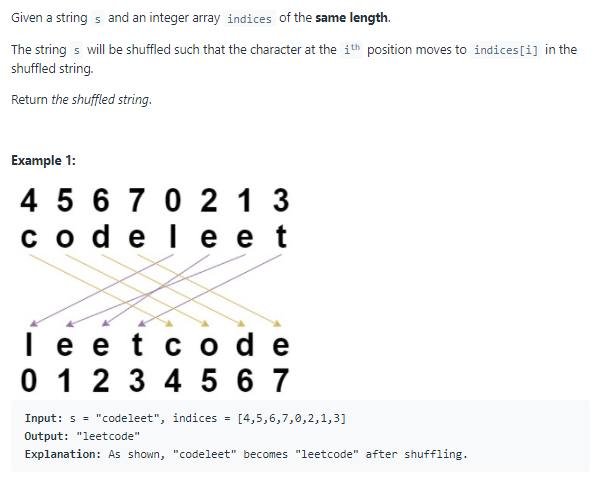 Given a string s and an integer array indices of the same length.
The string s will be shuffled such that the character at the ith position moves to indices[i] in the
shuffled string.
Return the shuffled string.
Example 1:
4 5 6 7 0 2 1 3
c o d e l e e t
l e e t c o d e
0 1 2 3 4 5 6 7
Input: s = "codeleet", indices = [4,5,6,7,0,2,1,3]
Output: "leetcode"
Explanation: As shown, "codeleet" becomes "leetcode" after shuffling.